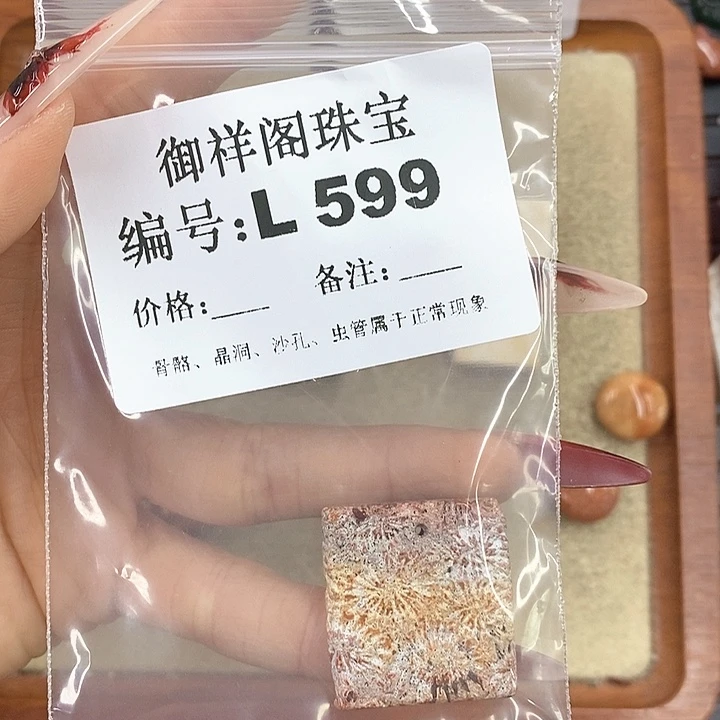 御祥阁珠宝
编号:L 599
价格:___ 备注:____
骨骼、晶洞、沙孔、虫管属于正常现象